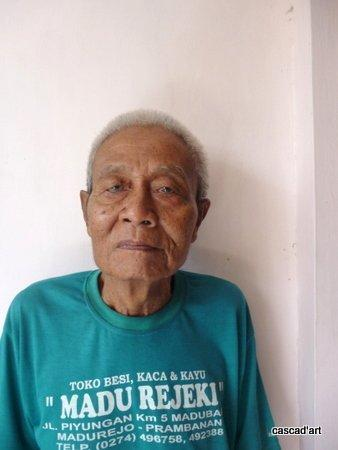 TOKO BESI, KACA & KAYU
" MADU REJEKI"
JL. PIYUNGAN Km 5 MADUBA
MADUREJO - PRAMBANAN
TELP. (0274) 496758, 492388
cascad'art